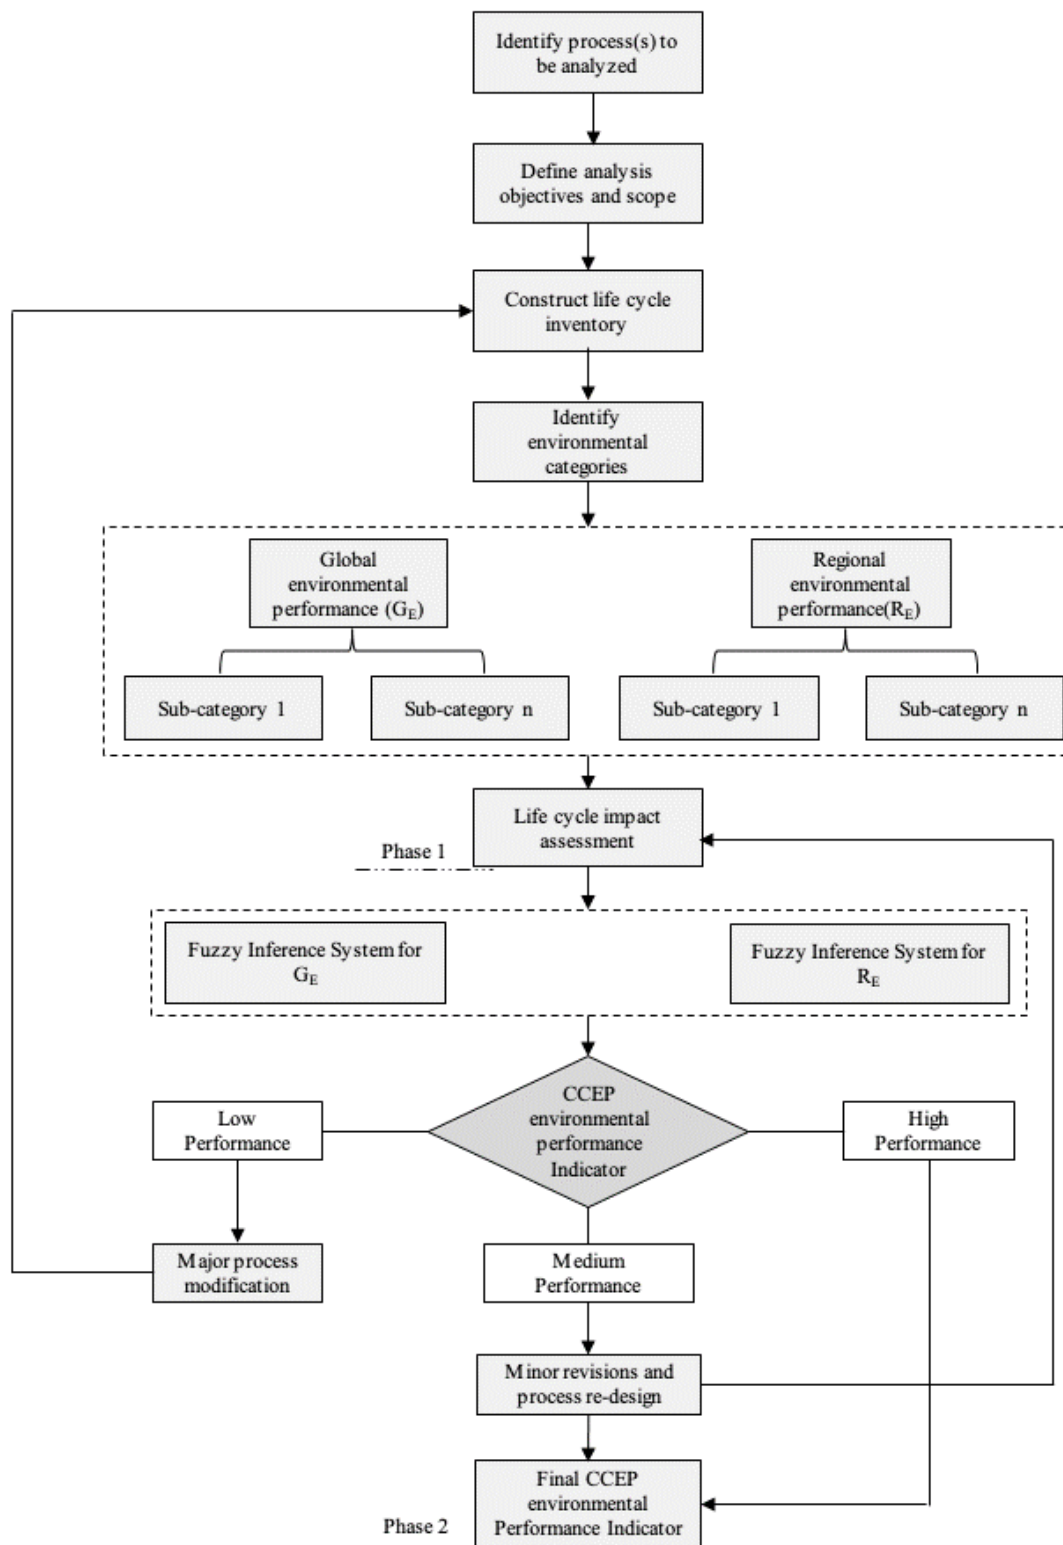 Identify process(s) to
be analyzed
Define analysis
objectives and scope
Construct life cycle
inventory
Identify
environmental
categories
Global
environmental
performance (GE)
Regional
environmental
performance(RE)
Sub-category 1
Sub-category n
Sub-category 1
Sub-category n
Life cycle impact
assessment
Phase 1
Fuzzy Inference System for
GE
Fuzzy Inference System for
RE
CCEP
environmental
performance
Indicator
Low
Performance
High
Performance
Major process
modification
Medium
Performance
Minor revisions and
process re-design
Final CCEP
environmental
Performance Indicator
Phase 2